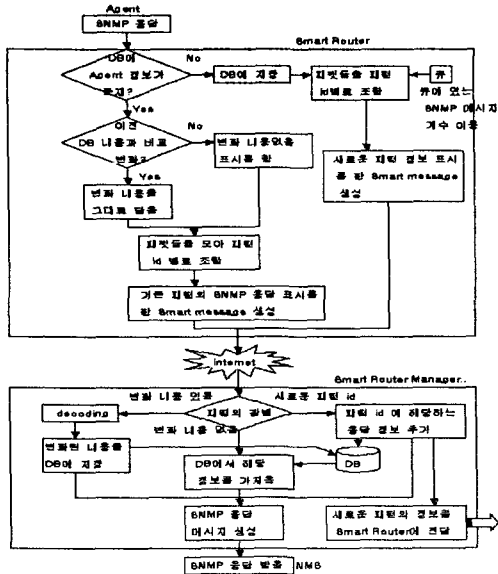 Agent
SNMP 응답
Smart Router
DB에
Agent 정보가
존재?
No
DB에 저장
패킷들을 패턴
id별로 조합
큐
큐에 있는
SNMP 메시지
개수 이용
Yes
이전
DB 내용과 비교
변화?
No
변화 내용없음
표시를 함
새로운 패턴 정보 표시
를 한 Smart message
생성
Yes
변화 내용을
그대로 담음
패킷들을 모아 패턴
id 별로 조합
기존 패턴의 SNMP 응답 표시를
한 Smart message 생성
internet
Smart Router Manager..
변화 내용 있음
새로운 패턴 id
decoding
패턴의 판별
패턴 id 에 해당하는
응답 정보 추가
변화 내용 없음
변화된 내용을
DB에 저장
DB에서 해당
정보를 가져옴
DB
SNMP 응답
메시지 생성
새로운 패턴의 정보를
Smart Router에 전달
SNMP 응답 받음
NMS